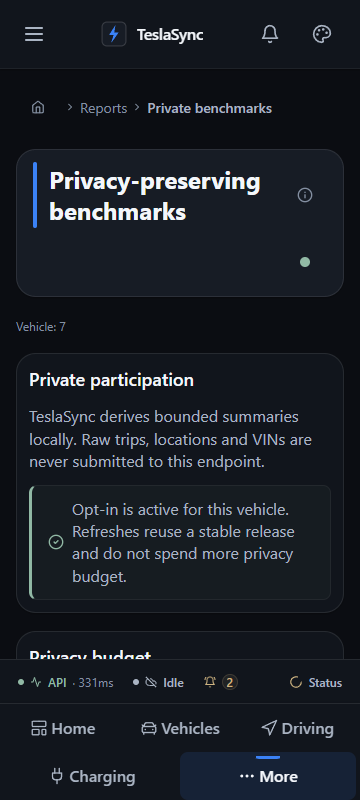 TeslaSync
Reports
Private benchmarks
Privacy-preserving
benchmarks
Vehicle: 7
Private participation
TeslaSync derives bounded summaries
locally. Raw trips, locations and VINs are
never submitted to this endpoint.
Opt-in is active for this vehicle.
Refreshes reuse a stable release
and do not spend more privacy
budget.
Privacy budget
API · 331ms
Idle
2
Status
Home
Vehicles
Driving
Charging
More